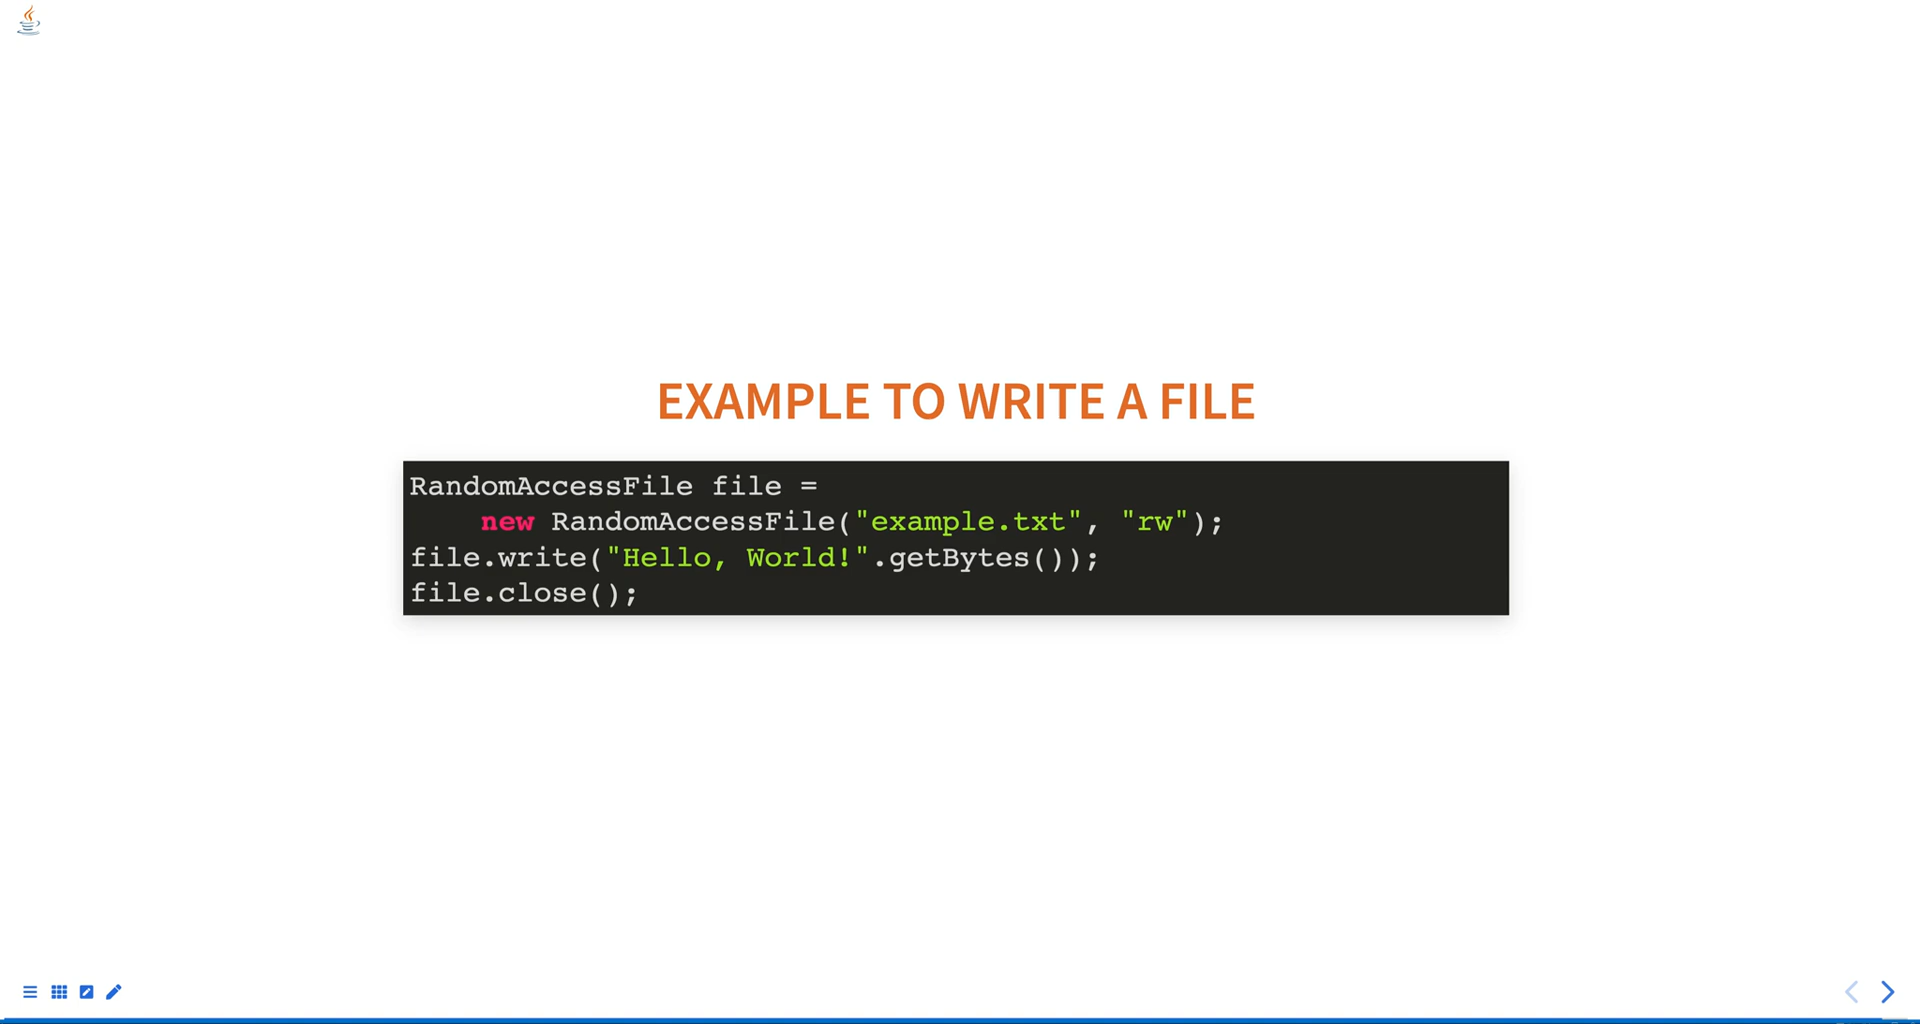 EXAMPLE TO WRITE A FILE
RandomAccessFile file =
    new RandomAccessFile("example.txt", "rw");
file.write("Hello, World!".getBytes());
file.close();